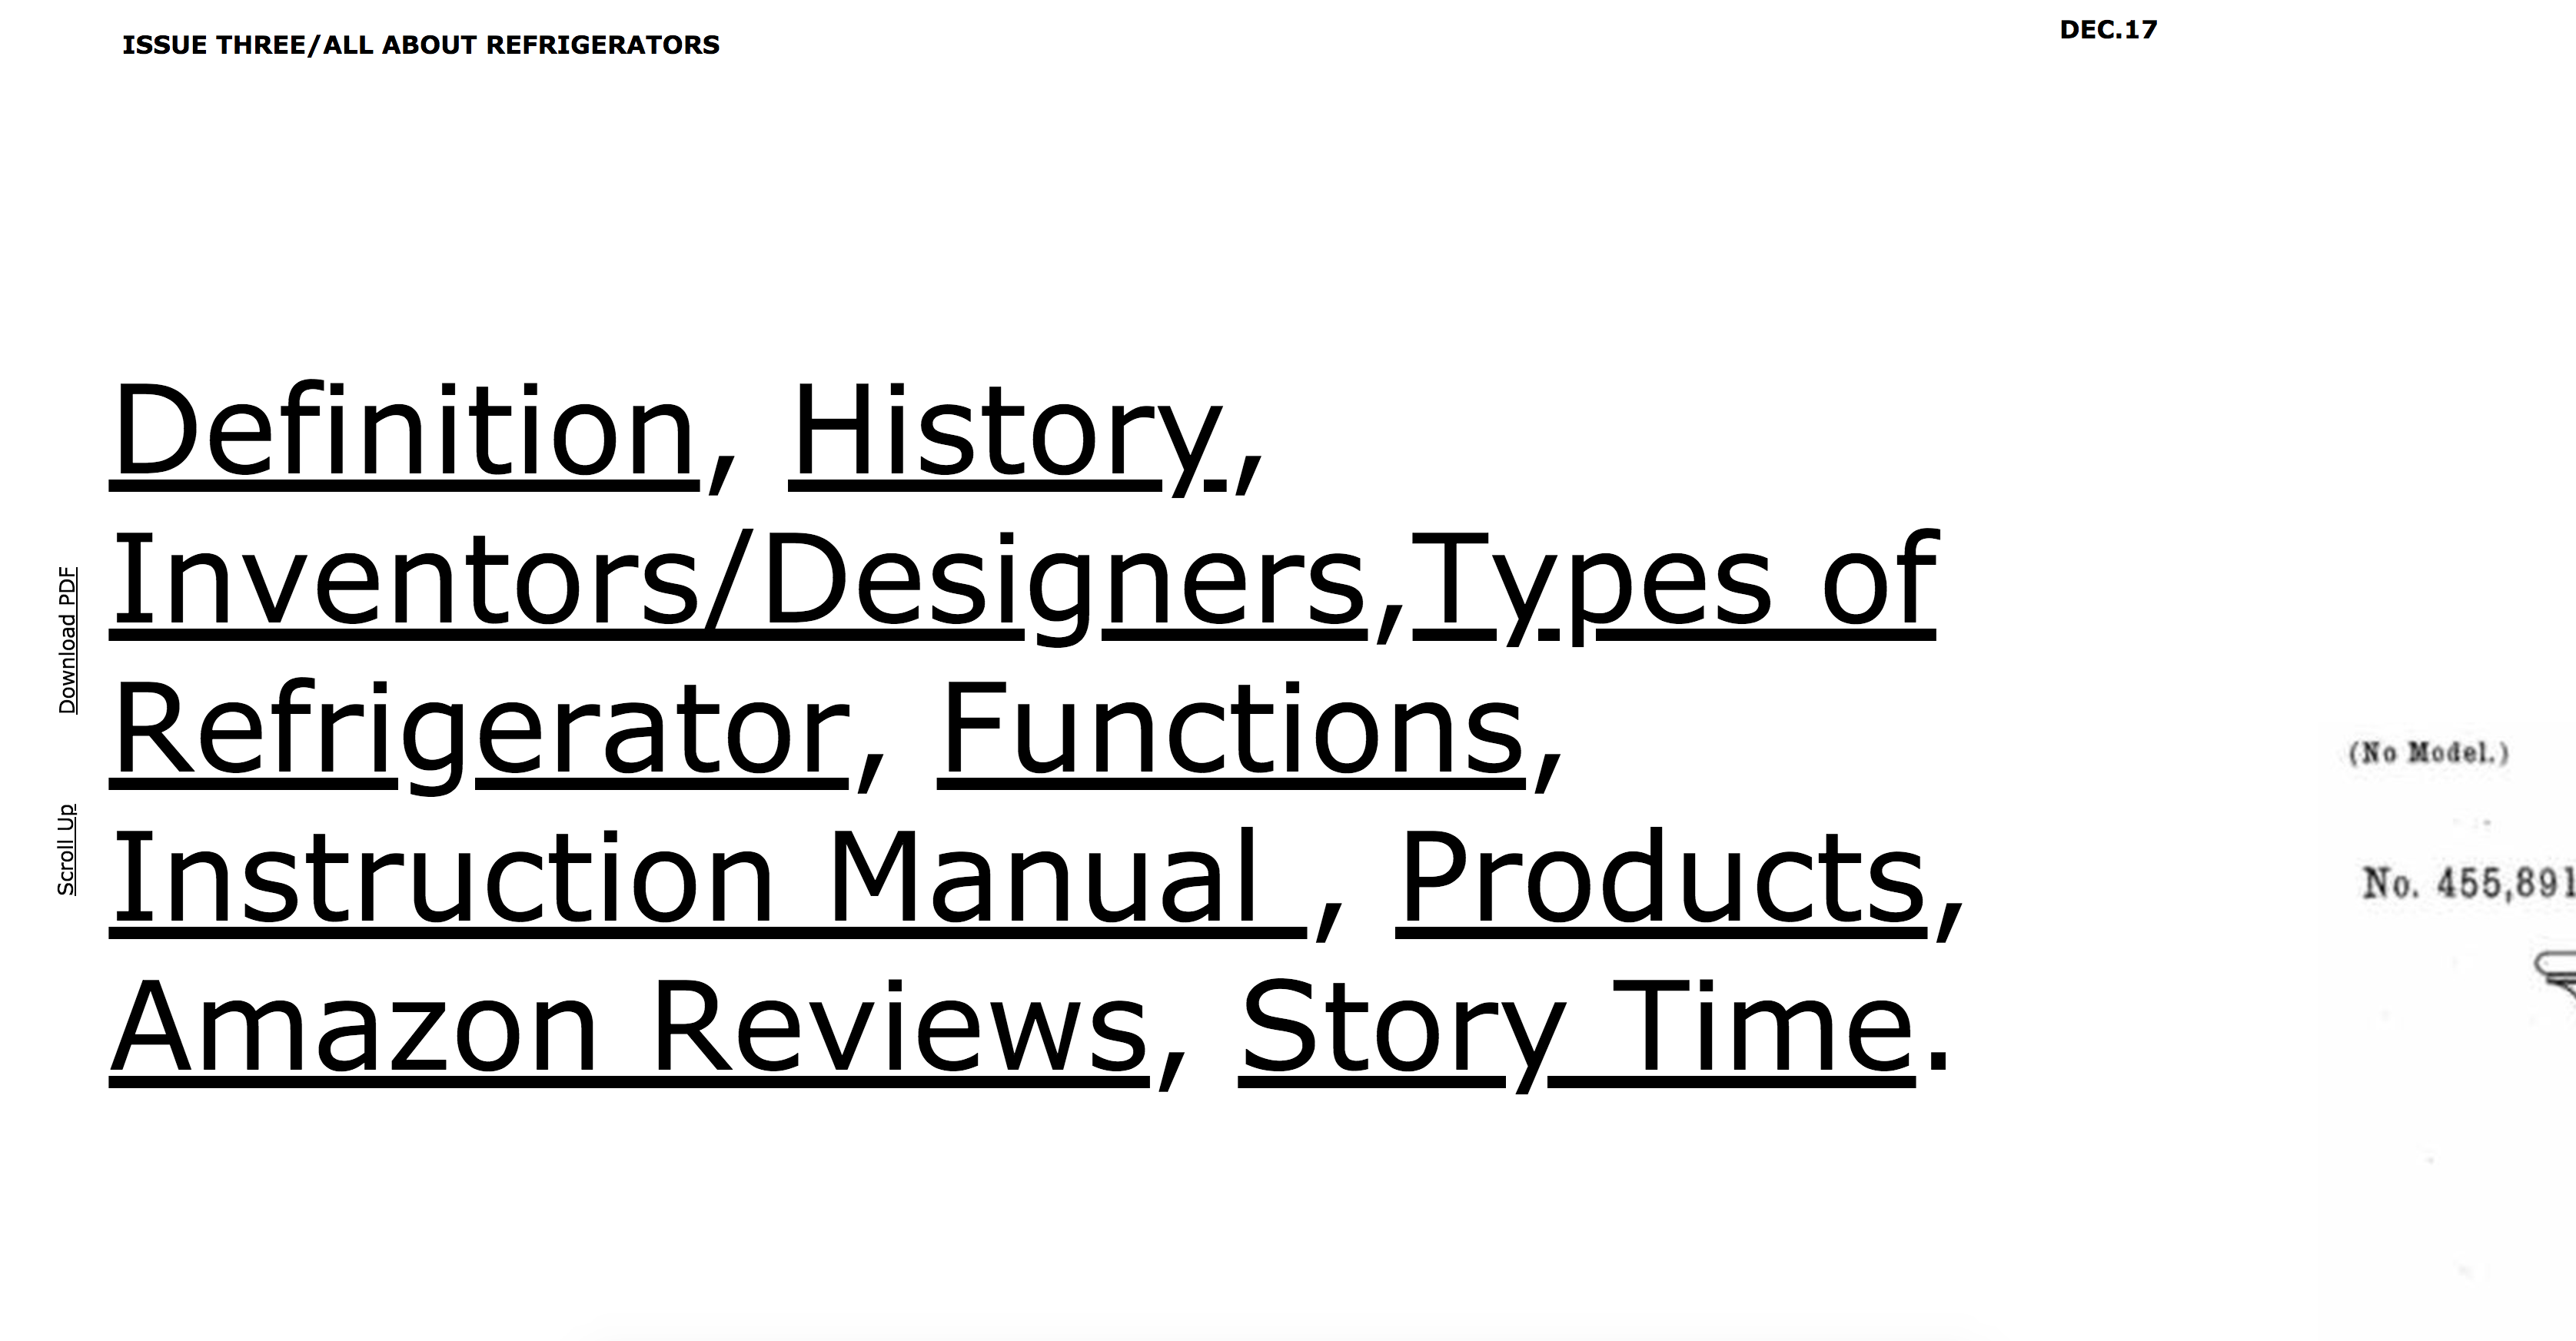 ISSUE THREE/ALL ABOUT REFRIGERATORS
DEC.17
Definition, History,
Inventors/Designers,Types of
Refrigerator, Functions,
Instruction Manual , Products,
Amazon Reviews, Story Time.
Download PDF
Scroll Up
(No Model.)
No. 455,891